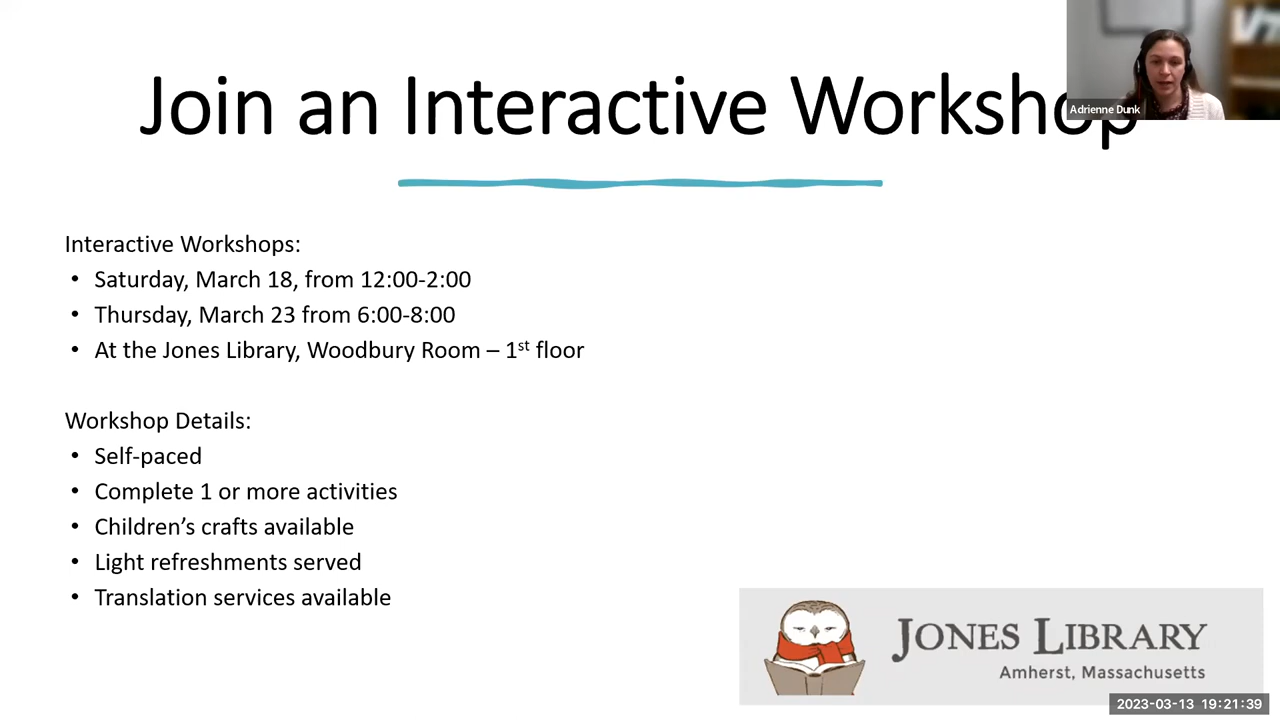 Join an Interactive Workshop
Adrienne Dunk
Interactive Workshops:
• Saturday, March 18, from 12:00-2:00
• Thursday, March 23 from 6:00-8:00
• At the Jones Library, Woodbury Room – 1st floor
Workshop Details:
• Self-paced
• Complete 1 or more activities
• Children’s crafts available
• Light refreshments served
• Translation services available
JONES LIBRARY
Amherst, Massachusetts
2023-03-13 19:21:39